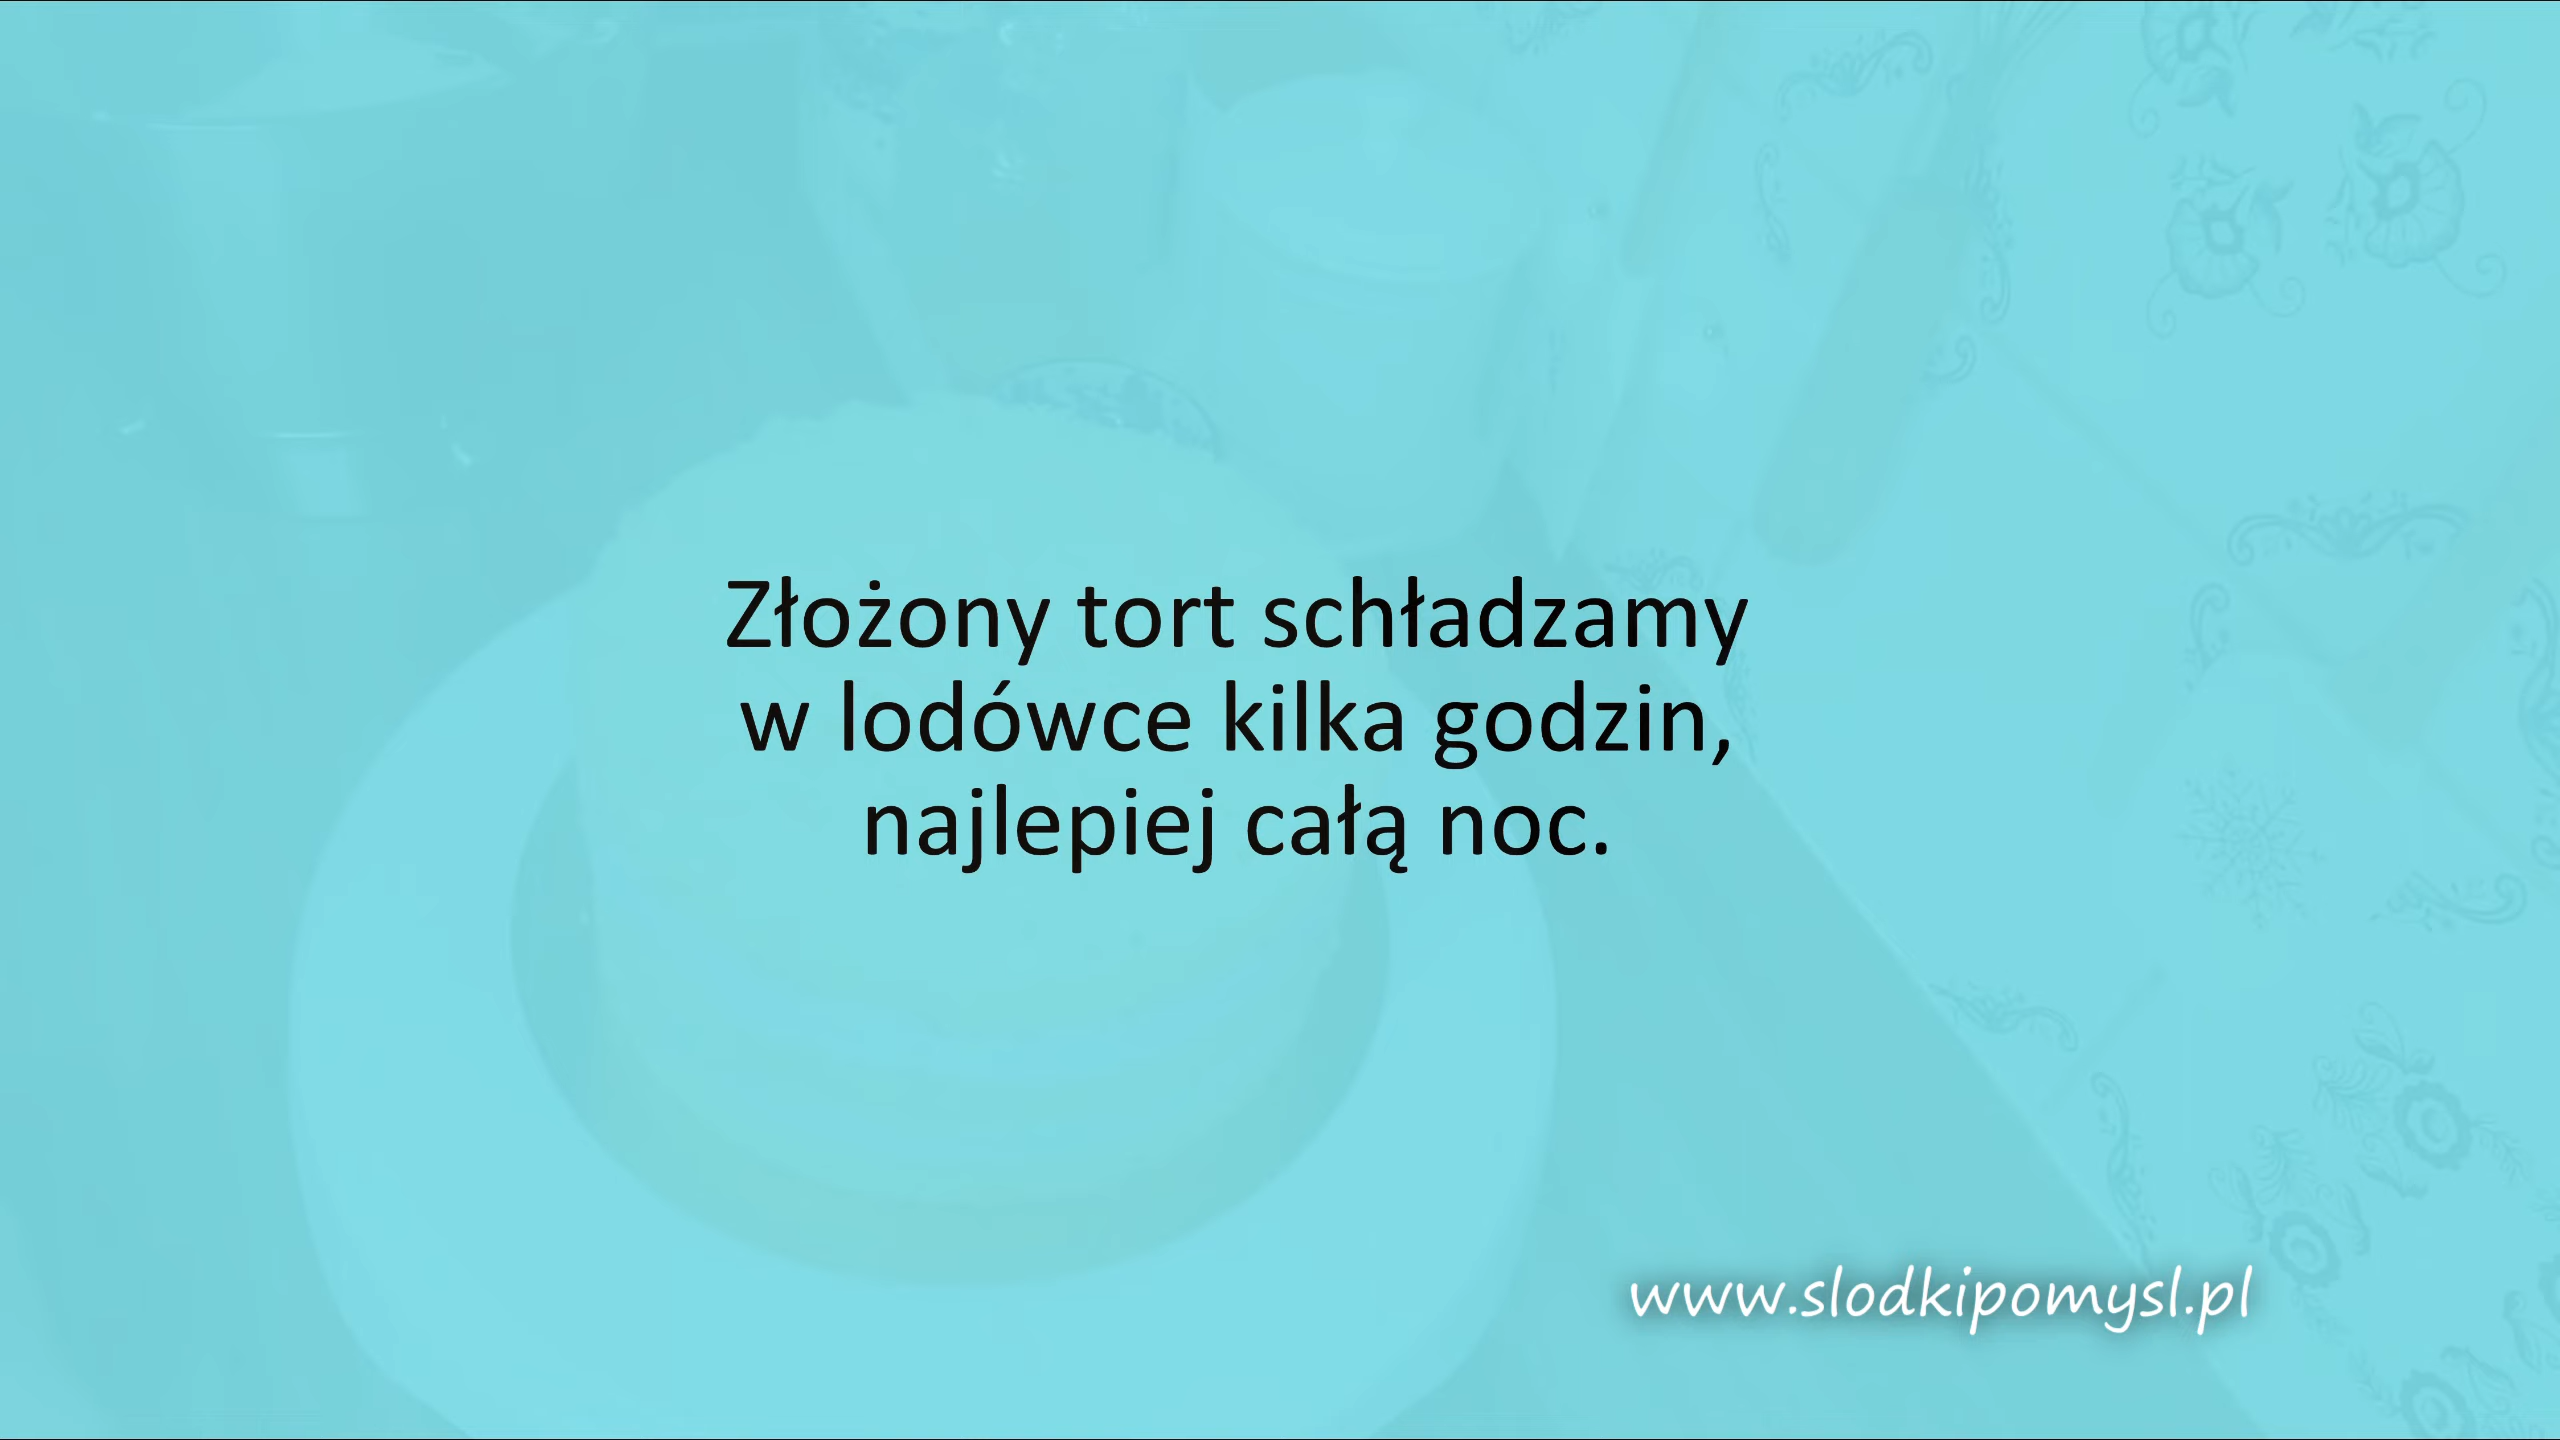 Złożony tort schładzamy
w lodówce kilka godzin,
najlepiej całą noc.
www.slodkipomysl.pl